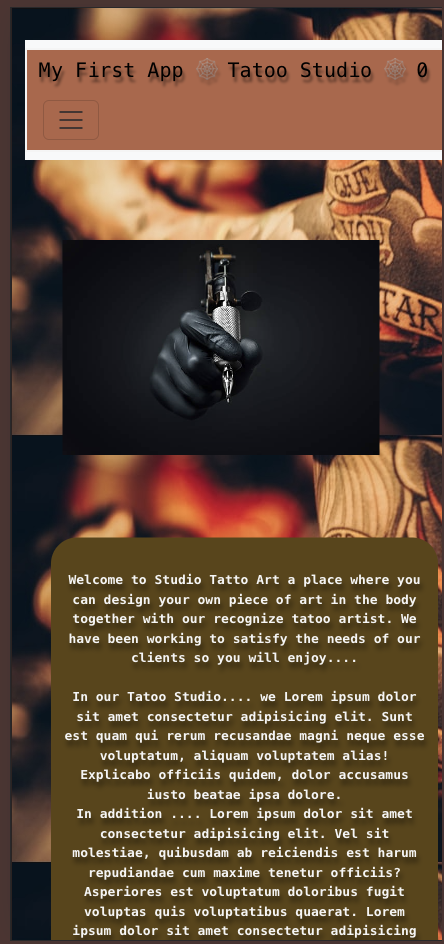 My First App 🕸 Tatoo Studio 🕸 0
QUE
NOU
TAR
Welcome to Studio Tatto Art a place where you
can design your own piece of art in the body
together with our recognize tatoo artist. We
have been working to satisfy the needs of our
clients so you will enjoy....
In our Tatoo Studio.... we Lorem ipsum dolor
sit amet consectetur adipisicing elit. Sunt
est quam qui rerum recusandae magni neque esse
voluptatum, aliquam voluptatem alias!
Explicabo officiis quidem, dolor accusamus
iusto beatae ipsa dolore.
In addition .... Lorem ipsum dolor sit amet
consectetur adipisicing elit. Vel sit
molestiae, quibusdam ab reiciendis est harum
repudiandae cum maxime tenetur officiis?
Asperiores est voluptatum doloribus fugit
voluptas quis voluptatibus quaerat. Lorem
ipsum dolor sit amet consectetur adipisicing